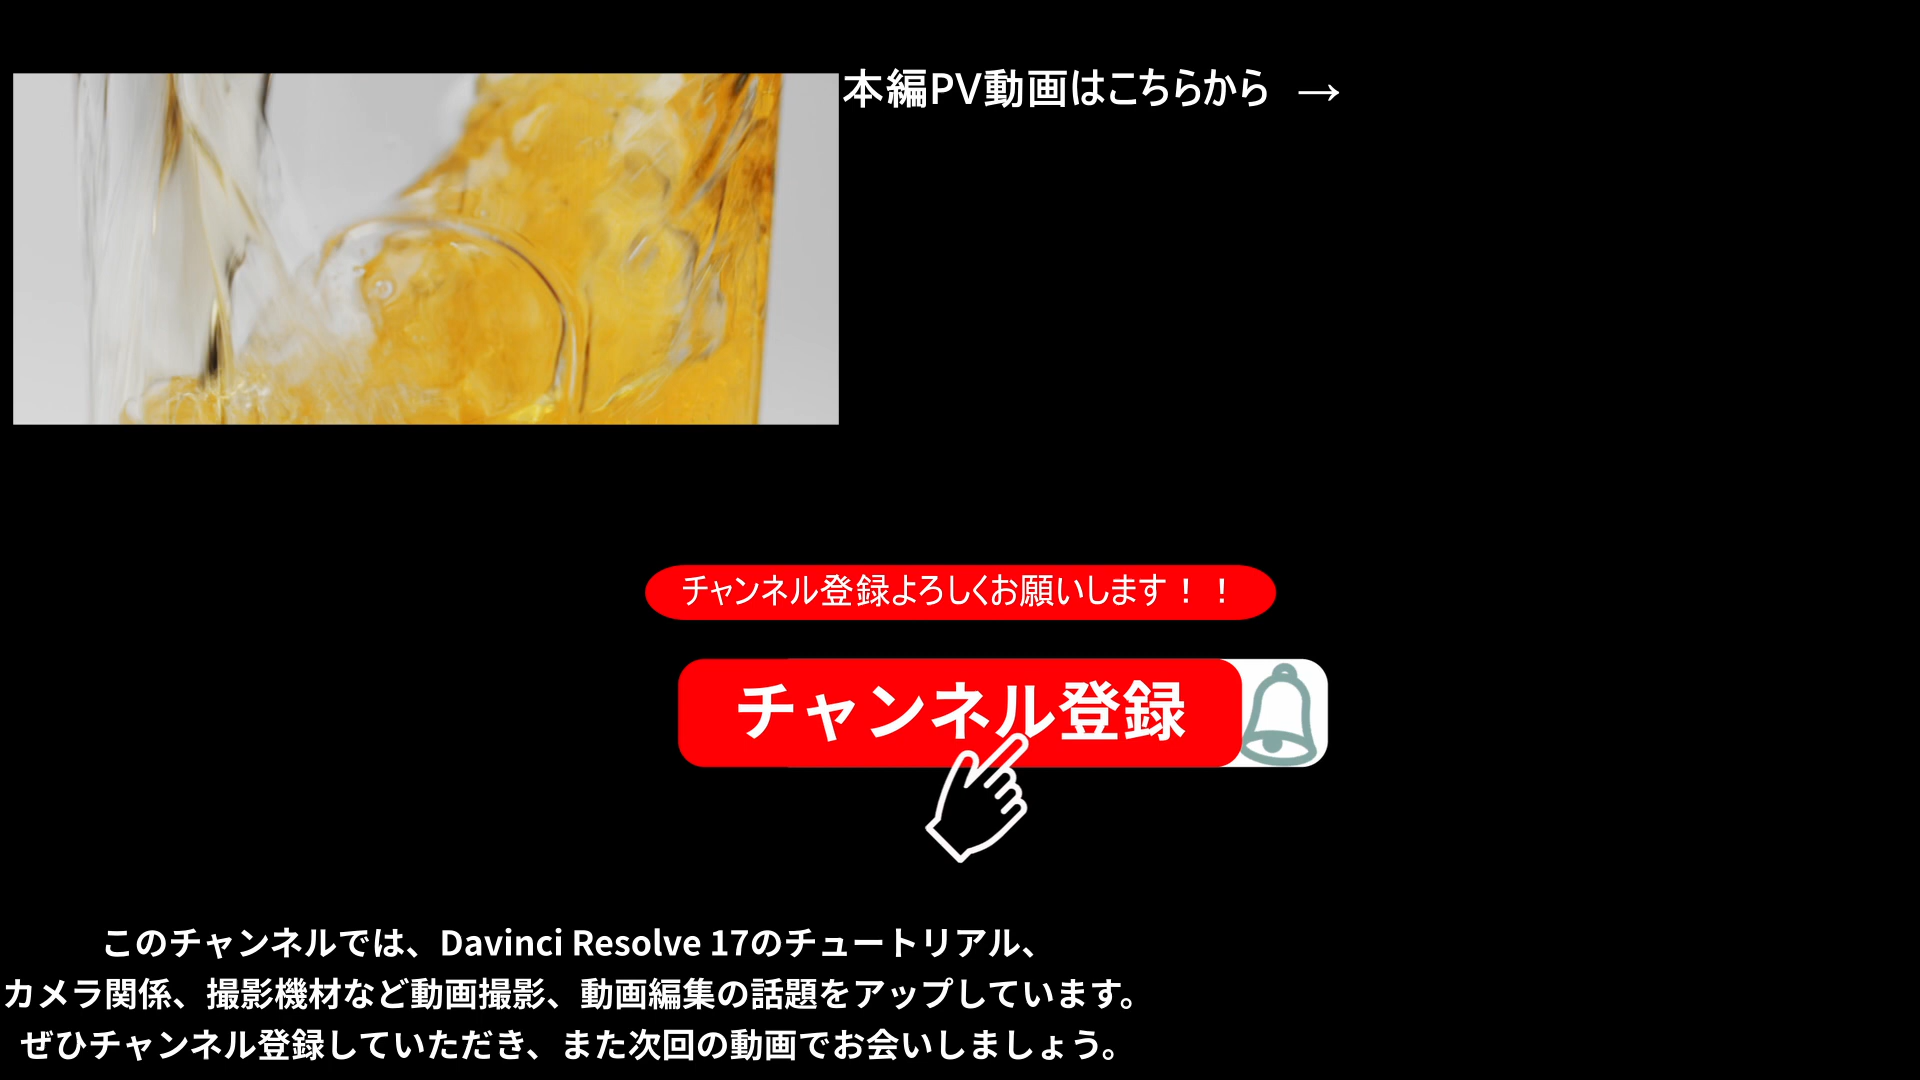 本編PV動画はこちらから →
チャンネル登録よろしくお願いします！！
チャンネル登録
このチャンネルでは、Davinci Resolve 17のチュートリアル、
カメラ関係、撮影機材など動画撮影、動画編集の話題をアップしています。
ぜひチャンネル登録していただき、また次回の動画でお会いしましょう。